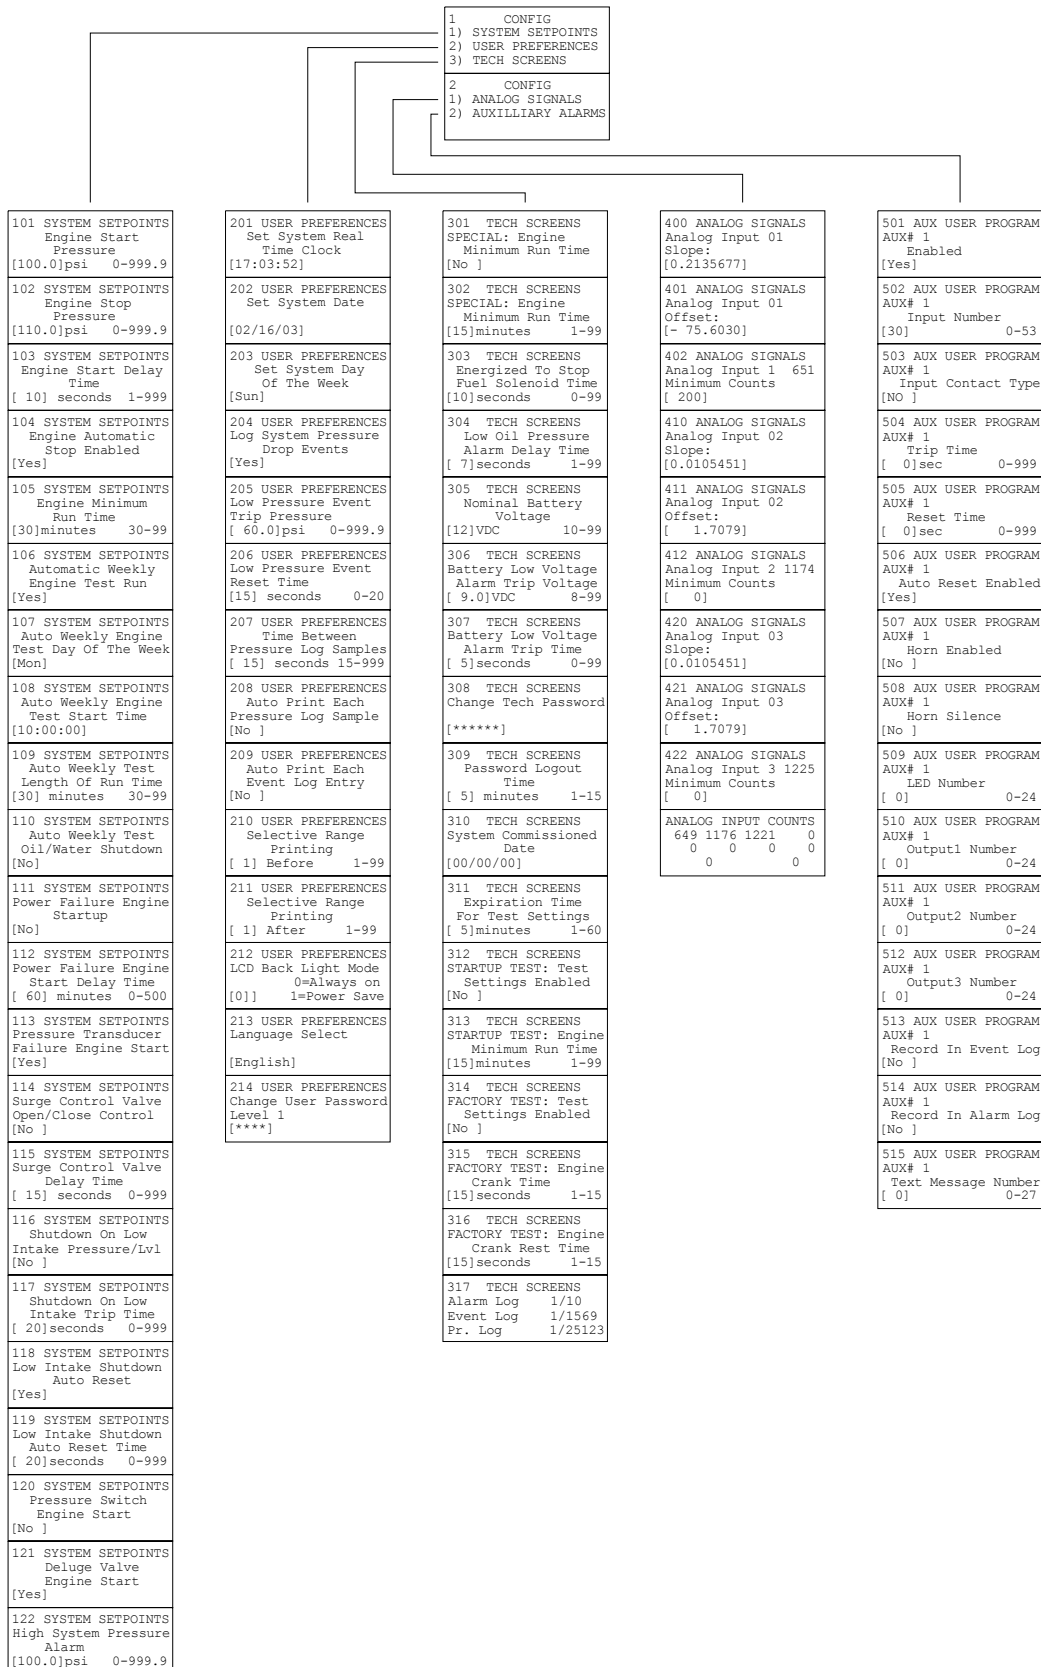 1 CONFIG
1) SYSTEM SETPOINTS
2) USER PREFERENCES
3) TECH SCREENS
2 CONFIG
1) ANALOG SIGNALS
2) AUXILLIARY ALARMS
101 SYSTEM SETPOINTS
Engine Start
Pressure
[100.0]psi 0-999.9
102 SYSTEM SETPOINTS
Engine Stop
Pressure
[110.0]psi 0-999.9
103 SYSTEM SETPOINTS
Engine Start Delay
Time
[ 10] seconds 1-999
104 SYSTEM SETPOINTS
Engine Automatic
Stop Enabled
[Yes]
105 SYSTEM SETPOINTS
Engine Minimum
Run Time
[30]minutes 30-99
106 SYSTEM SETPOINTS
Automatic Weekly
Engine Test Run
[Yes]
107 SYSTEM SETPOINTS
Auto Weekly Engine
Test Day Of The Week
[Mon]
108 SYSTEM SETPOINTS
Auto Weekly Engine
Test Start Time
[10:00:00]
109 SYSTEM SETPOINTS
Auto Weekly Test
Length Of Run Time
[30] minutes 30-99
110 SYSTEM SETPOINTS
Auto Weekly Test
Oil/Water Shutdown
[No]
111 SYSTEM SETPOINTS
Power Failure Engine
Startup
[No]
112 SYSTEM SETPOINTS
Power Failure Engine
Start Delay Time
[ 60] minutes 0-500
113 SYSTEM SETPOINTS
Pressure Transducer
Failure Engine Start
[Yes]
114 SYSTEM SETPOINTS
Surge Control Valve
Open/Close Control
[No ]
115 SYSTEM SETPOINTS
Surge Control Valve
Delay Time
[ 15] seconds 0-999
116 SYSTEM SETPOINTS
Shutdown On Low
Intake Pressure/Lvl
[No ]
117 SYSTEM SETPOINTS
Shutdown On Low
Intake Trip Time
[ 20]seconds 0-999
118 SYSTEM SETPOINTS
Low Intake Shutdown
Auto Reset
[Yes]
119 SYSTEM SETPOINTS
Low Intake Shutdown
Auto Reset Time
[ 20]seconds 0-999
120 SYSTEM SETPOINTS
Pressure Switch
Engine Start
[No ]
121 SYSTEM SETPOINTS
Deluge Valve
Engine Start
[Yes]
122 SYSTEM SETPOINTS
High System Pressure
Alarm
[100.0]psi 0-999.9
201 USER PREFERENCES
Set System Real
Time Clock
[17:03:52]
202 USER PREFERENCES
Set System Date
[02/16/03]
203 USER PREFERENCES
Set System Day
Of The Week
[Sun]
204 USER PREFERENCES
Log System Pressure
Drop Events
[Yes]
205 USER PREFERENCES
Low Pressure Event
Trip Pressure
[ 60.0]psi 0-999.9
206 USER PREFERENCES
Low Pressure Event
Reset Time
[15] seconds 0-20
207 USER PREFERENCES
Time Between
Pressure Log Samples
[ 15] seconds 15-999
208 USER PREFERENCES
Auto Print Each
Pressure Log Sample
[No ]
209 USER PREFERENCES
Auto Print Each
Event Log Entry
[No ]
210 USER PREFERENCES
Selective Range
Printing
[ 1] Before 1-99
211 USER PREFERENCES
Selective Range
Printing
[ 1] After 1-99
212 USER PREFERENCES
LCD Back Light Mode
0=Always on
[0]] 1=Power Save
213 USER PREFERENCES
Language Select
[English]
214 USER PREFERENCES
Change User Password
Level 1
[****]
301 TECH SCREENS
SPECIAL: Engine
Minimum Run Time
[No ]
302 TECH SCREENS
SPECIAL: Engine
Minimum Run Time
[15]minutes 1-99
303 TECH SCREENS
Energized To Stop
Fuel Solenoid Time
[10]seconds 0-99
304 TECH SCREENS
Low Oil Pressure
Alarm Delay Time
[ 7]seconds 1-99
305 TECH SCREENS
Nominal Battery
Voltage
[12]VDC 10-99
306 TECH SCREENS
Battery Low Voltage
Alarm Trip Voltage
[ 9.0]VDC 8-99
307 TECH SCREENS
Battery Low Voltage
Alarm Trip Time
[ 5]seconds 0-99
308 TECH SCREENS
Change Tech Password
[******]
309 TECH SCREENS
Password Logout
Time
[ 5] minutes 1-15
310 TECH SCREENS
System Commissioned
Date
[00/00/00]
311 TECH SCREENS
Expiration Time
For Test Settings
[ 5]minutes 1-60
312 TECH SCREENS
STARTUP TEST: Test
Settings Enabled
[No ]
313 TECH SCREENS
STARTUP TEST: Engine
Minimum Run Time
[15]minutes 1-99
314 TECH SCREENS
FACTORY TEST: Test
Settings Enabled
[No ]
315 TECH SCREENS
FACTORY TEST: Engine
Crank Time
[15]seconds 1-15
316 TECH SCREENS
FACTORY TEST: Engine
Crank Rest Time
[15]seconds 1-15
317 TECH SCREENS
Alarm Log 1/10
Event Log 1/1569
Pr. Log 1/25123
400 ANALOG SIGNALS
Analog Input 01
Slope:
[0.2135677]
401 ANALOG SIGNALS
Analog Input 01
Offset:
[- 75.6030]
402 ANALOG SIGNALS
Analog Input 1 651
Minimum Counts
[ 200]
410 ANALOG SIGNALS
Analog Input 02
Slope:
[0.0105451]
411 ANALOG SIGNALS
Analog Input 02
Offset:
[ 1.7079]
412 ANALOG SIGNALS
Analog Input 2 1174
Minimum Counts
[ 0]
420 ANALOG SIGNALS
Analog Input 03
Slope:
[0.0105451]
421 ANALOG SIGNALS
Analog Input 03
Offset:
[ 1.7079]
422 ANALOG SIGNALS
Analog Input 3 1225
Minimum Counts
[ 0]
ANALOG INPUT COUNTS
649 1176 1221 0
0 0 0 0
0 0
501 AUX USER PROGRAM
AUX# 1
Enabled
[Yes]
502 AUX USER PROGRAM
AUX# 1
Input Number
[30] 0-53
503 AUX USER PROGRAM
AUX# 1
Input Contact Type
[NO ]
504 AUX USER PROGRAM
AUX# 1
Trip Time
[ 0]sec 0-999
505 AUX USER PROGRAM
AUX# 1
Reset Time
[ 0]sec 0-999
506 AUX USER PROGRAM
AUX# 1
Auto Reset Enabled
[Yes]
507 AUX USER PROGRAM
AUX# 1
Horn Enabled
[No ]
508 AUX USER PROGRAM
AUX# 1
Horn Silence
[No ]
509 AUX USER PROGRAM
AUX# 1
LED Number
[ 0] 0-24
510 AUX USER PROGRAM
AUX# 1
Output1 Number
[ 0] 0-24
511 AUX USER PROGRAM
AUX# 1
Output2 Number
[ 0] 0-24
512 AUX USER PROGRAM
AUX# 1
Output3 Number
[ 0] 0-24
513 AUX USER PROGRAM
AUX# 1
Record In Event Log
[No ]
514 AUX USER PROGRAM
AUX# 1
Record In Alarm Log
[No ]
515 AUX USER PROGRAM
AUX# 1
Text Message Number
[ 0] 0-27